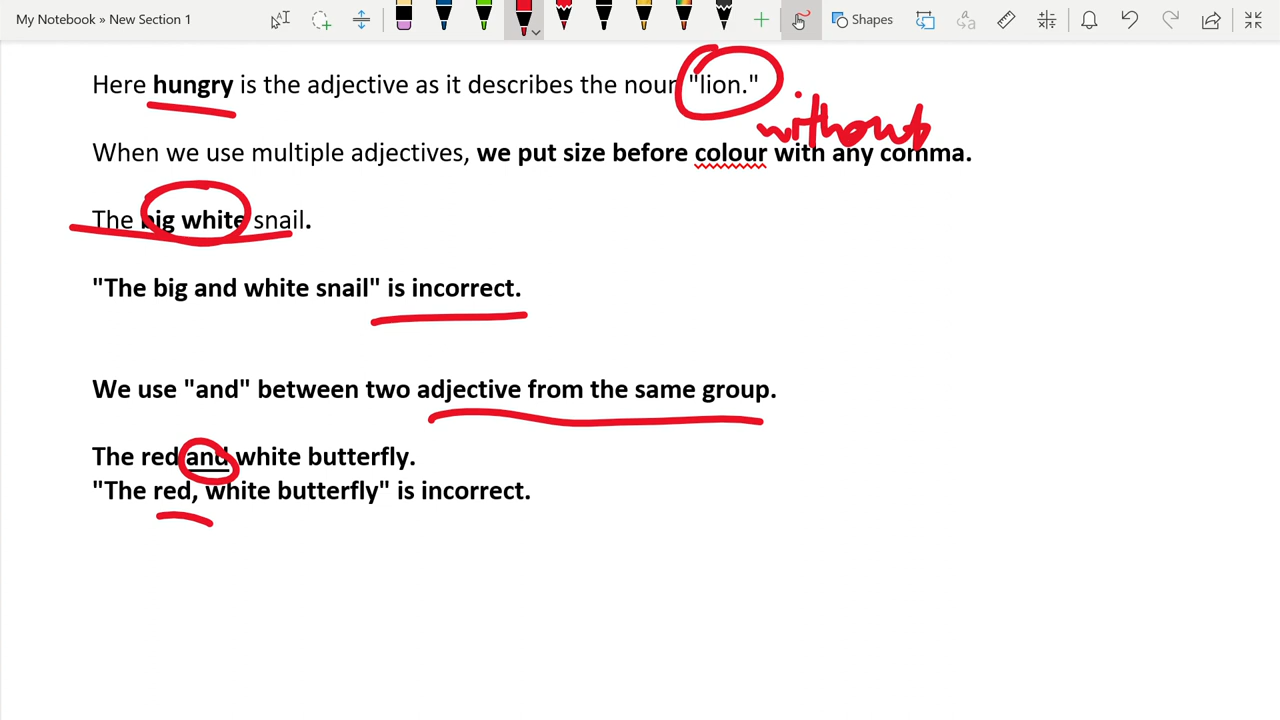 My Notebook » New Section 1
Shapes
Here hungry is the adjective as it describes the noun "lion."
without
When we use multiple adjectives, we put size before colour with any comma.
The big white snail.
"The big and white snail" is incorrect.
We use "and" between two adjective from the same group.
The red and white butterfly.
"The red, white butterfly" is incorrect.